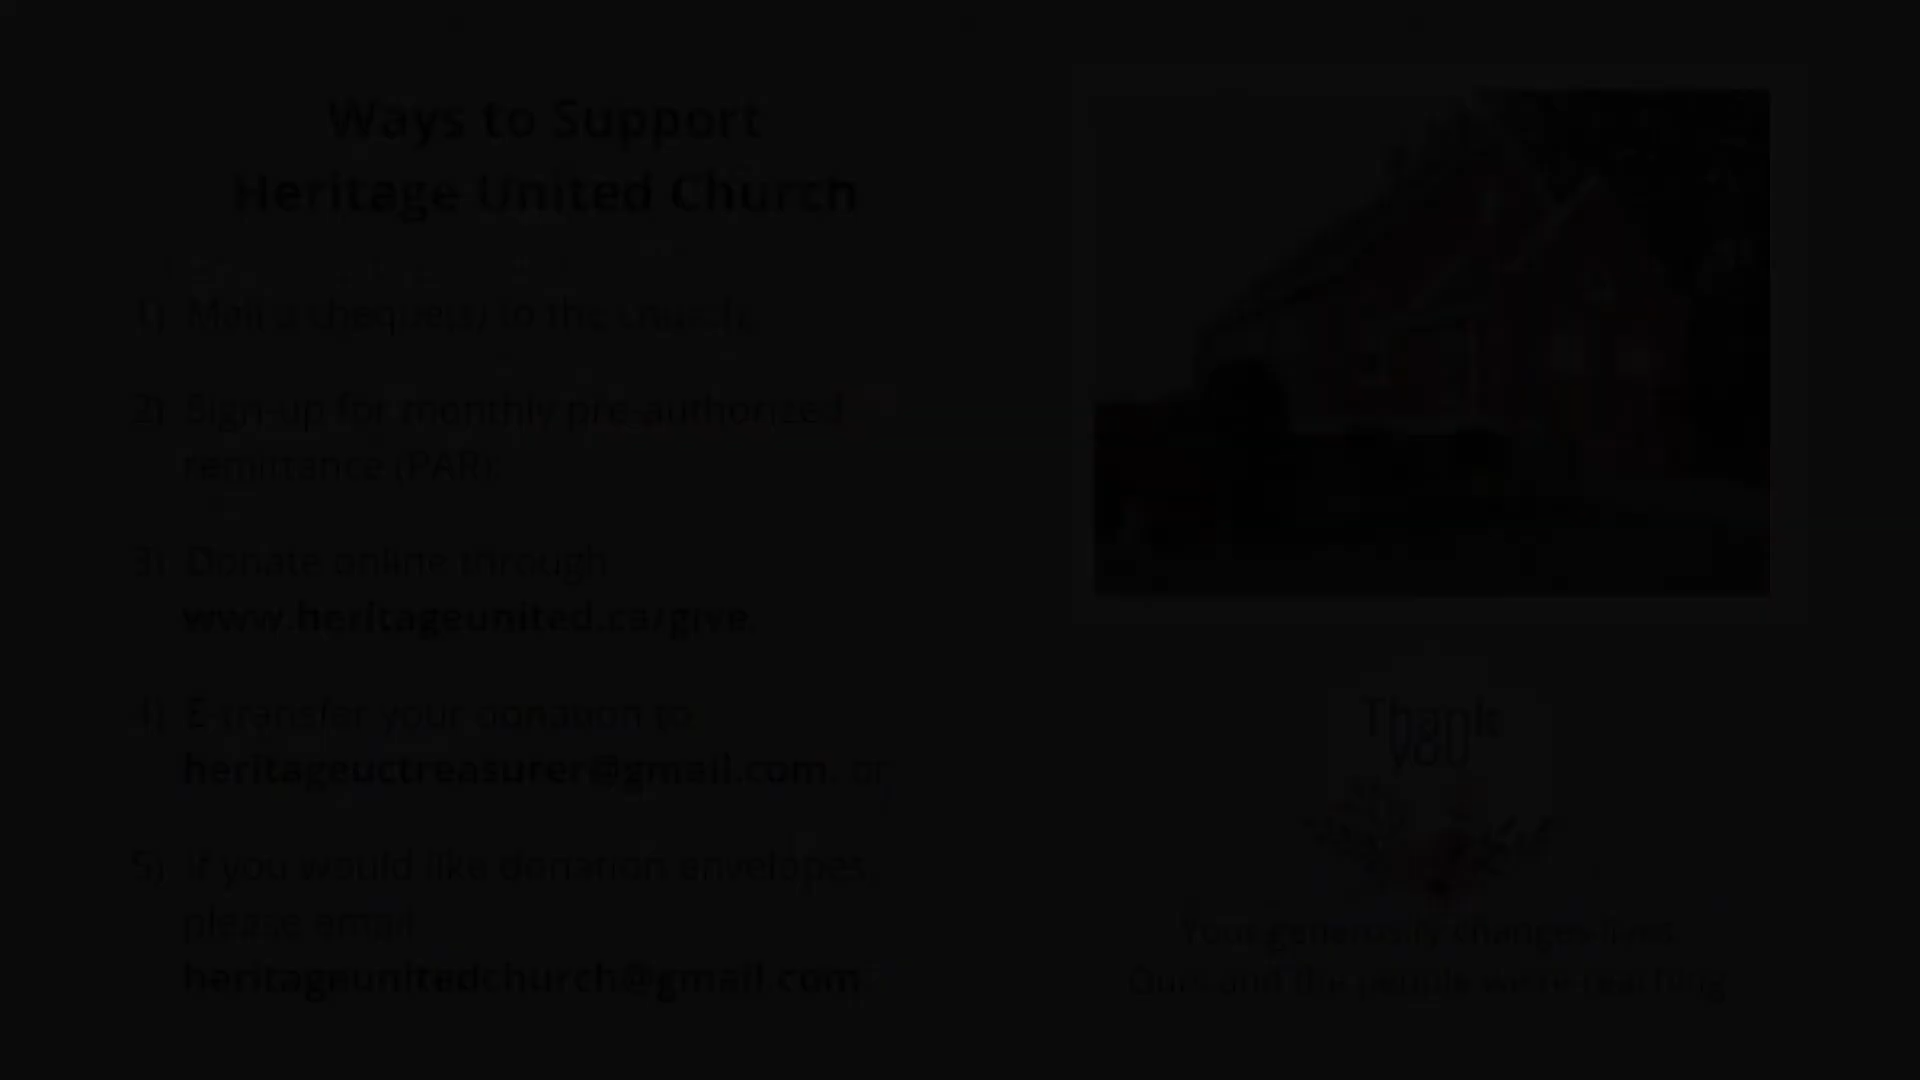 Ways to Support
Heritage United Church
1) Mail a cheque(s) to the church;
2) Sign-up for monthly pre-authorized
remittance (PAR);
3) Donate online through
www.heritageunited.ca/give.
4) E-transfer your donation to
heritageuctreasurer@gmail.com. or
5) If you would like donation envelopes,
please email
heritageunitedchurch@gmail.com
Thank
you
Your generosity changes lives.
Ours and the people we're reaching